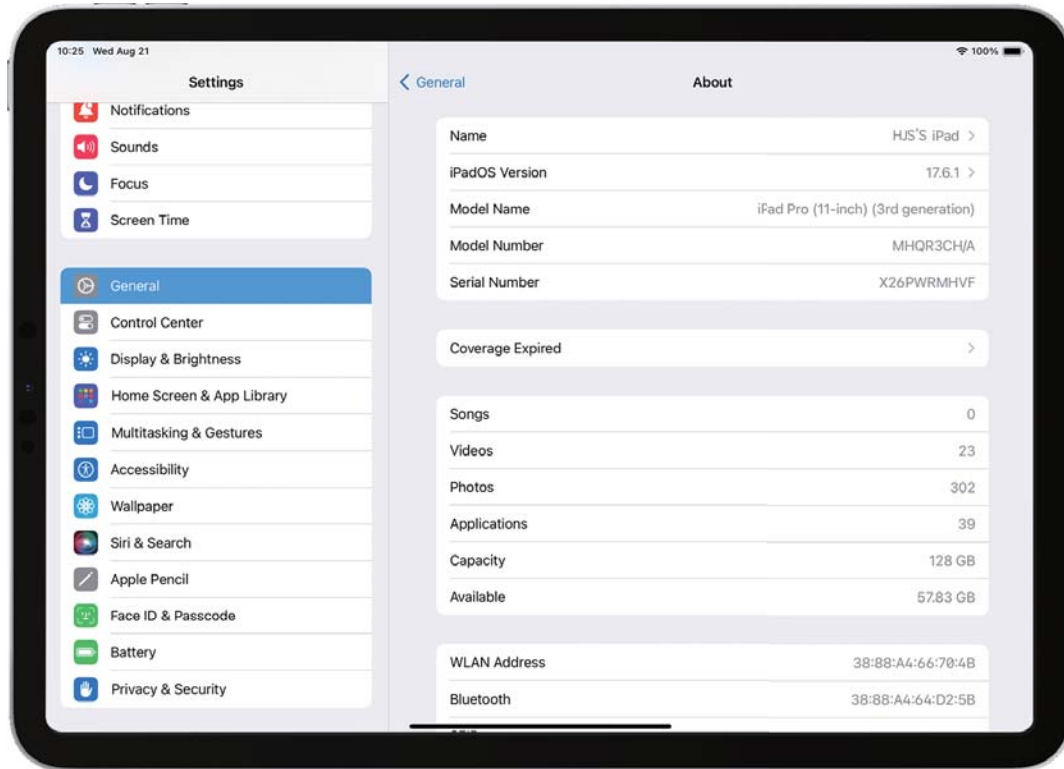 10:25 Wed Aug 21
100%
Settings
Notifications
Sounds
Focus
Screen Time
General
Control Center
Display & Brightness
Home Screen & App Library
Multitasking & Gestures
Accessibility
Wallpaper
Siri & Search
Apple Pencil
Face ID & Passcode
Battery
Privacy & Security
General
About
Name HJS'S iPad
iPadOS Version 17.6.1
Model Name iPad Pro (11-inch) (3rd generation)
Model Number MHQR3CH/A
Serial Number X26PWRMHVF
Coverage Expired
Songs 0
Videos 23
Photos 302
Applications 39
Capacity 128 GB
Available 57.83 GB
WLAN Address 38:88:A4:66:70:4B
Bluetooth 38:88:A4:64:D2:5B